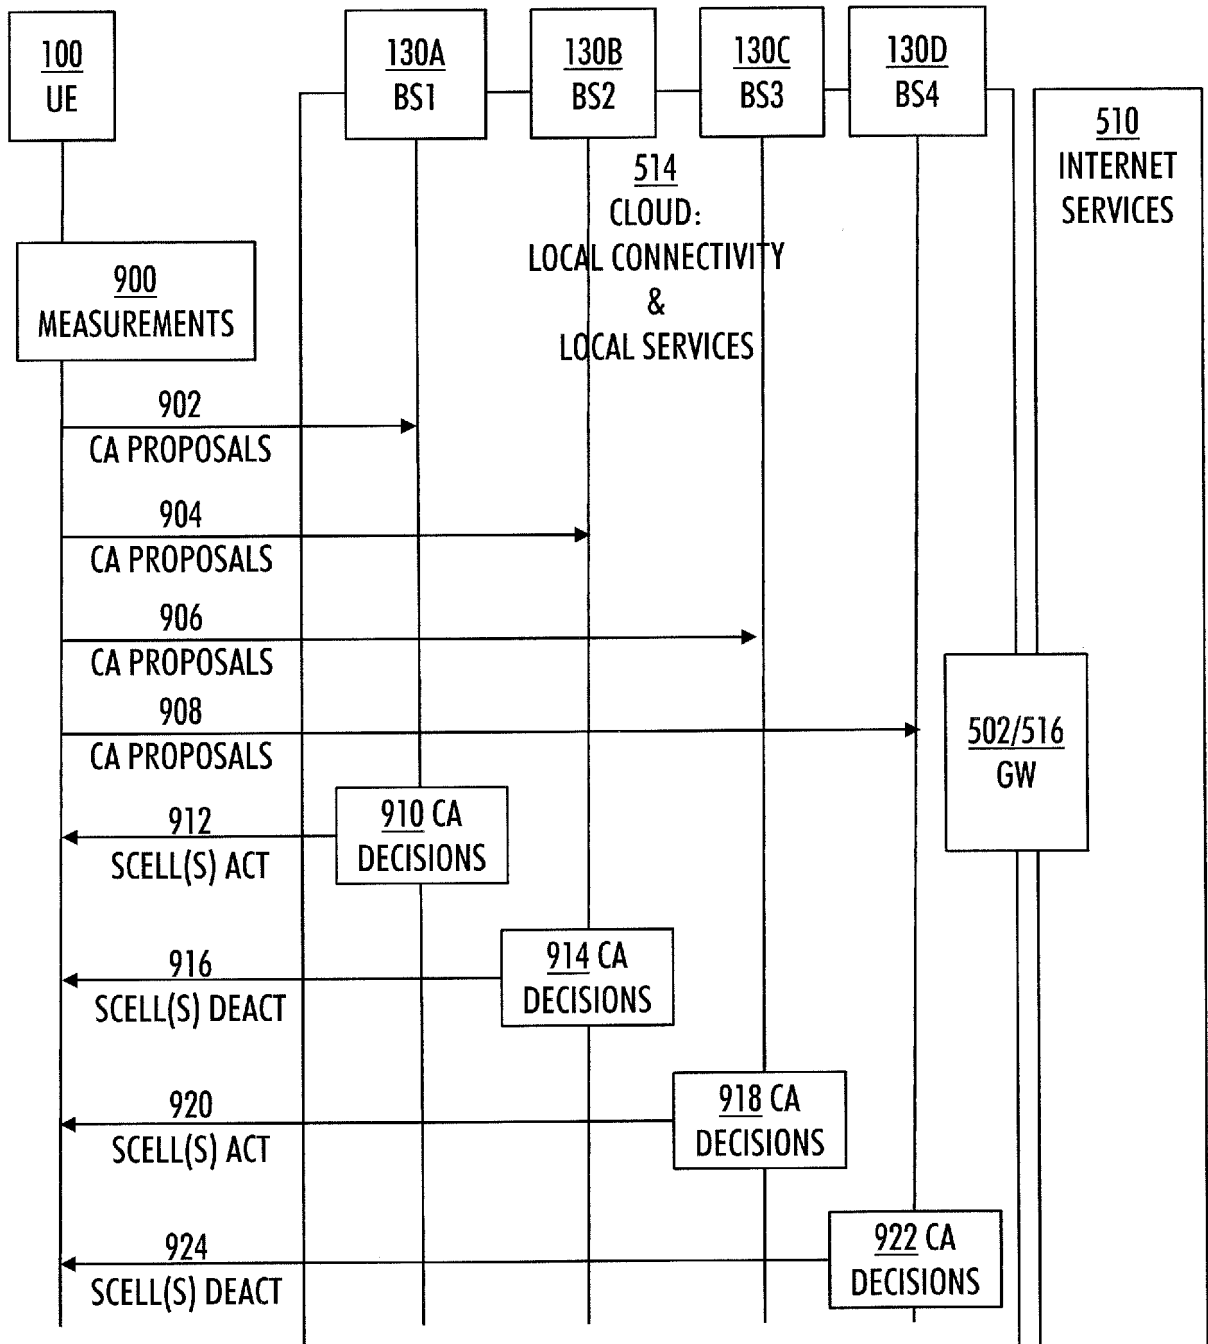 100
UE
130A
BS1
130B
BS2
130C
BS3
130D
BS4
510
INTERNET
SERVICES
514
CLOUD:
LOCAL CONNECTIVITY
&
LOCAL SERVICES
900
MEASUREMENTS
902
CA PROPOSALS
904
CA PROPOSALS
906
CA PROPOSALS
908
CA PROPOSALS
502/516
GW
910 CA
DECISIONS
912
SCELL(S) ACT
914 CA
DECISIONS
916
SCELL(S) DEACT
918 CA
DECISIONS
920
SCELL(S) ACT
922 CA
DECISIONS
924
SCELL(S) DEACT